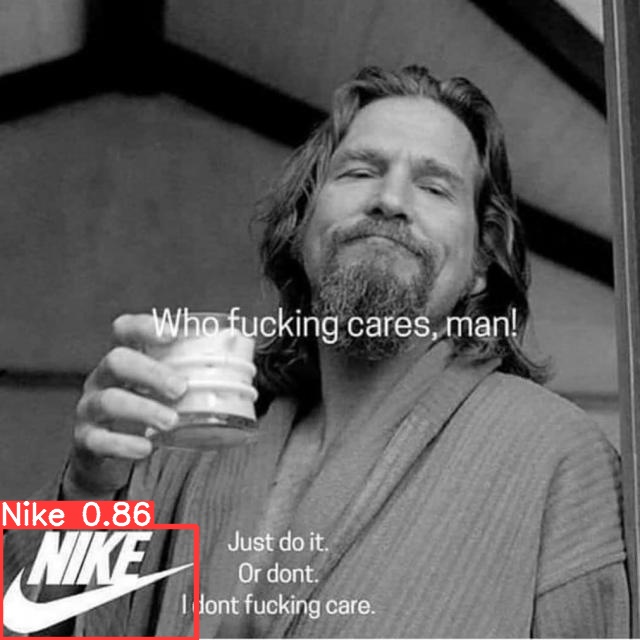 Who fucking cares, man!
Nike 0.86
NIKE
Just do it.
Or dont.
I dont fucking care.